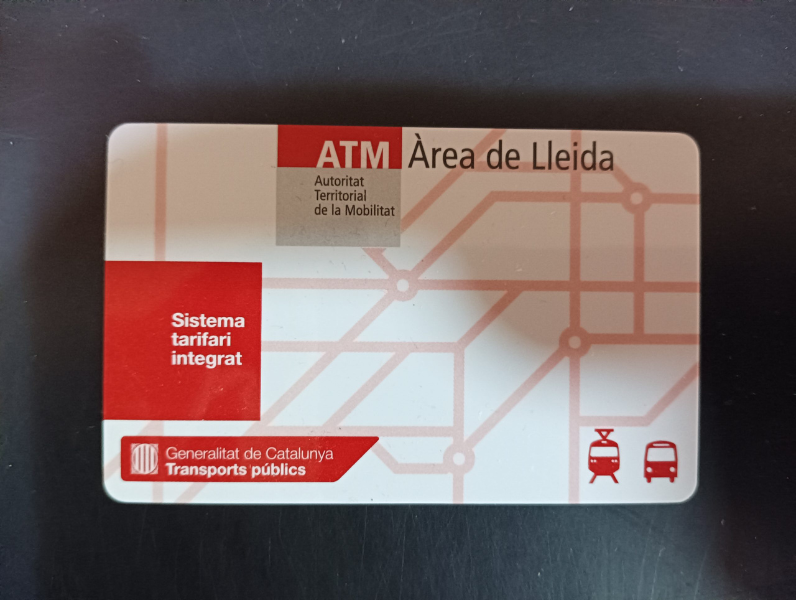 ATM Àrea de Lleida
Autoritat
Territorial
de la Mobilitat
Sistema
tarifari
integrat
Generalitat de Catalunya
Transports públics